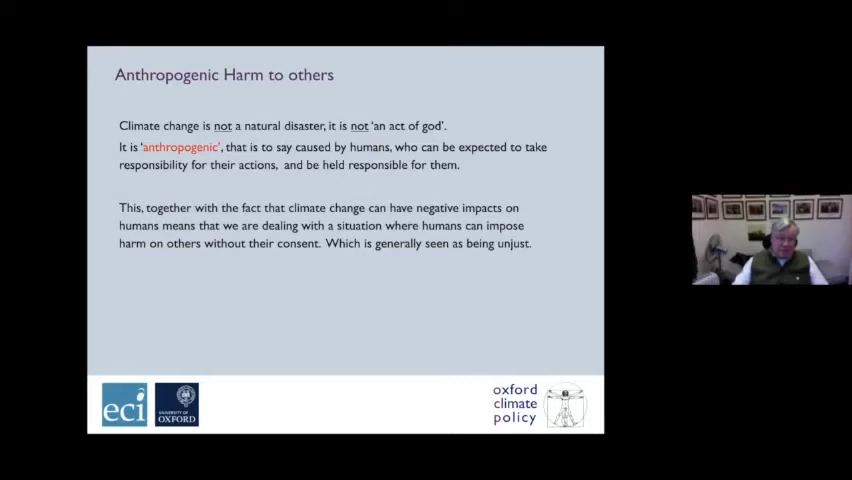 Anthropogenic Harm to others
Climate change is not a natural disaster, it is not 'an act of god'.
It is 'anthropogenic', that is to say caused by humans, who can be expected to take
responsibility for their actions, and be held responsible for them.
This, together with the fact that climate change can have negative impacts on
humans means that we are dealing with a situation where humans can impose
harm on others without their consent. Which is generally seen as being unjust.
eci
UNIVERSITY OF
OXFORD
oxford
climate
policy